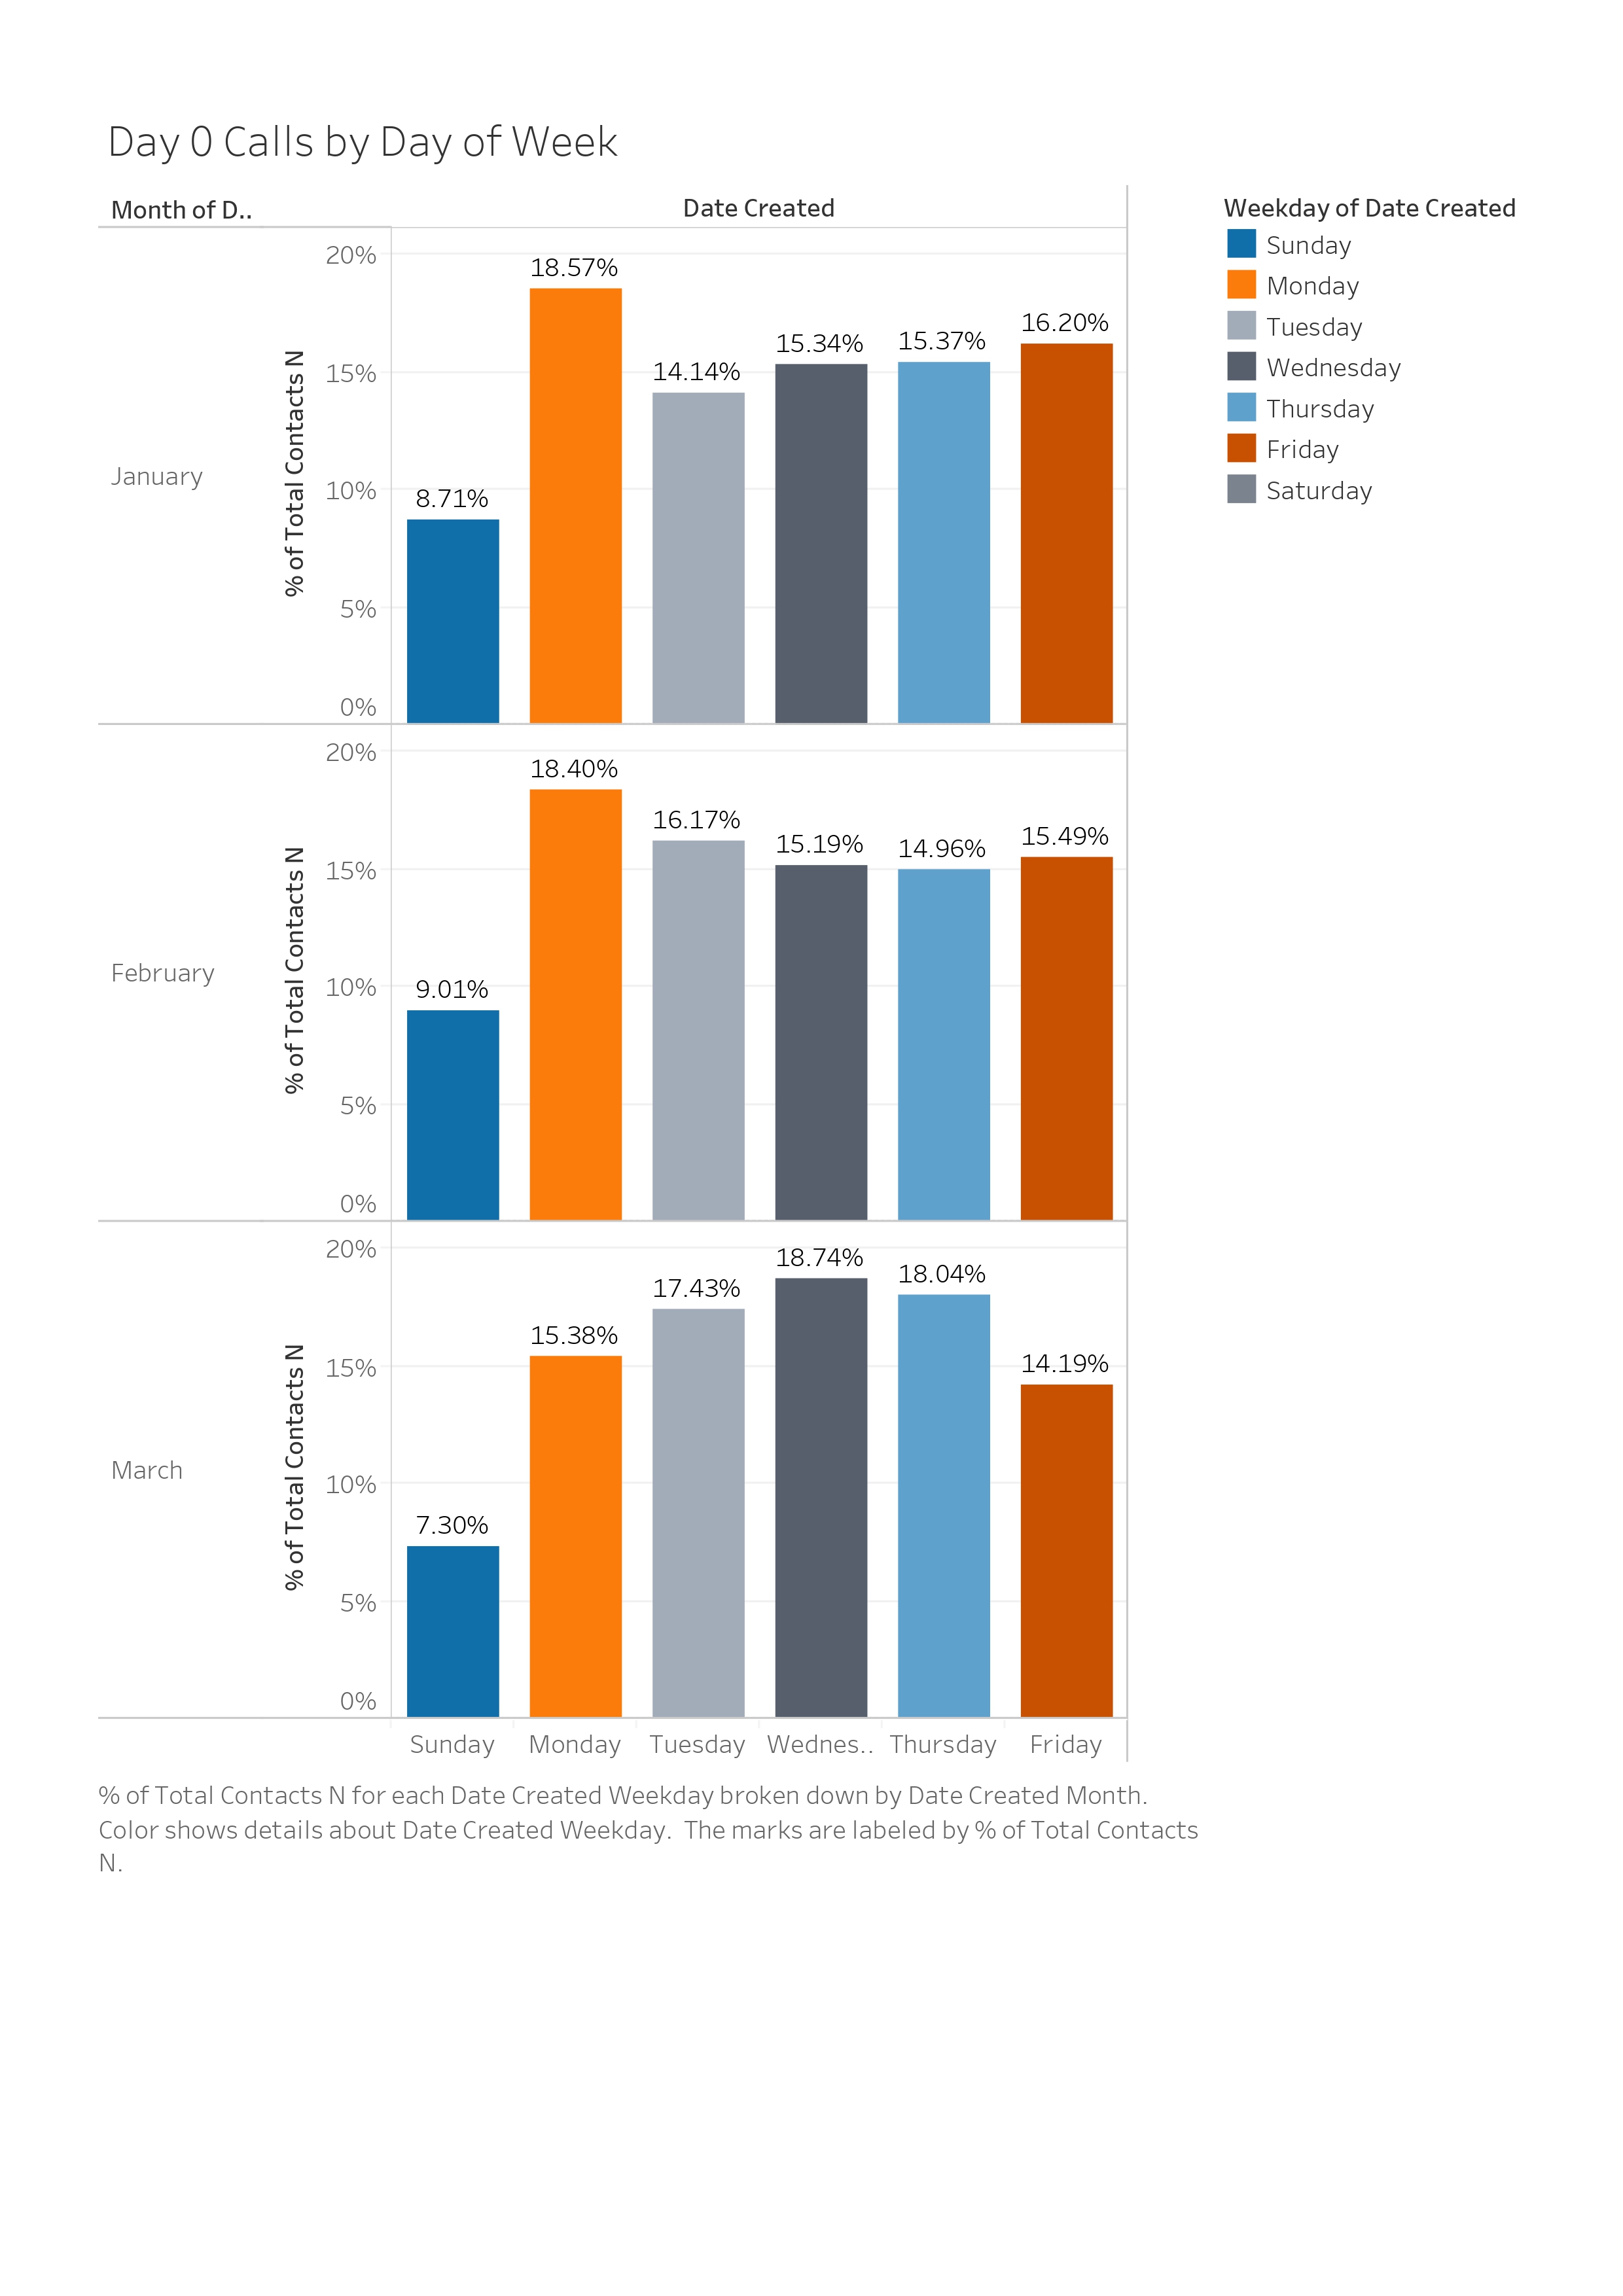 Day 0 Calls by Day of Week
Month of D..
Date Created
Weekday of Date Created
Sunday
Monday
Tuesday
Wednesday
Thursday
Friday
Saturday
January
% of Total Contacts N
20%
15%
10%
5%
0%
8.71%
18.57%
14.14%
15.34%
15.37%
16.20%
February
% of Total Contacts N
20%
15%
10%
5%
0%
9.01%
18.40%
16.17%
15.19%
14.96%
15.49%
March
% of Total Contacts N
20%
15%
10%
5%
0%
7.30%
15.38%
17.43%
18.74%
18.04%
14.19%
Sunday Monday Tuesday Wednes.. Thursday Friday
% of Total Contacts N for each Date Created Weekday broken down by Date Created Month.
Color shows details about Date Created Weekday.  The marks are labeled by % of Total Contacts
N.